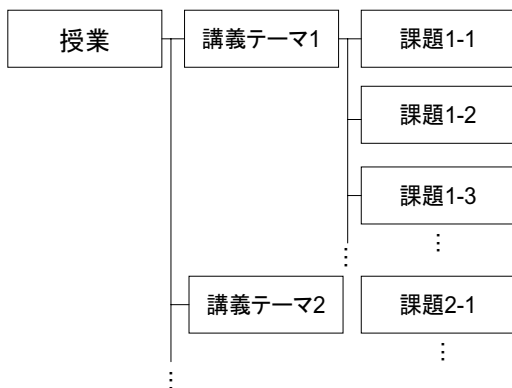 授業
講義テーマ1
課題1-1
課題1-2
課題1-3
⋮
⋮
講義テーマ2
課題2-1
⋮
⋮